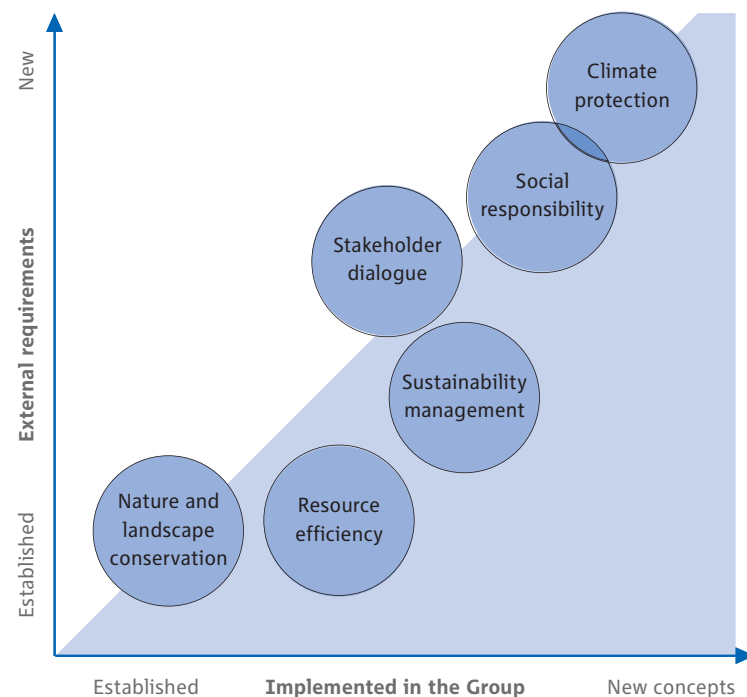 New
External requirements
Established
Climate
protection
Social
responsibility
Stakeholder
dialogue
Sustainability
management
Nature and
landscape
conservation
Resource
efficiency
Established
Implemented in the Group
New concepts